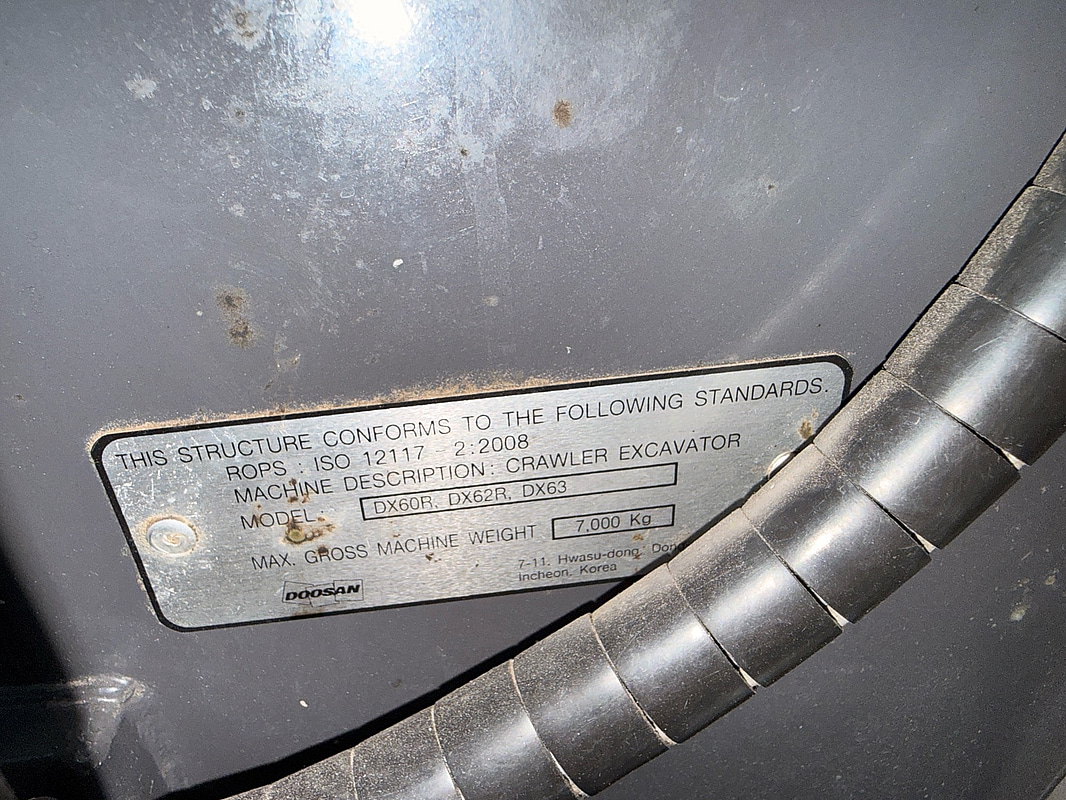 THIS STRUCTURE CONFORMS TO THE FOLLOWING STANDARDS.
ROPS : ISO 12117 - 2:2008
MACHINE DESCRIPTION: CRAWLER EXCAVATOR
MODEL : DX60R, DX62R, DX63
MAX. GROSS MACHINE WEIGHT 7,000 Kg
7-11, Hwasu-dong, Don
Incheon, Korea
DOOSAN